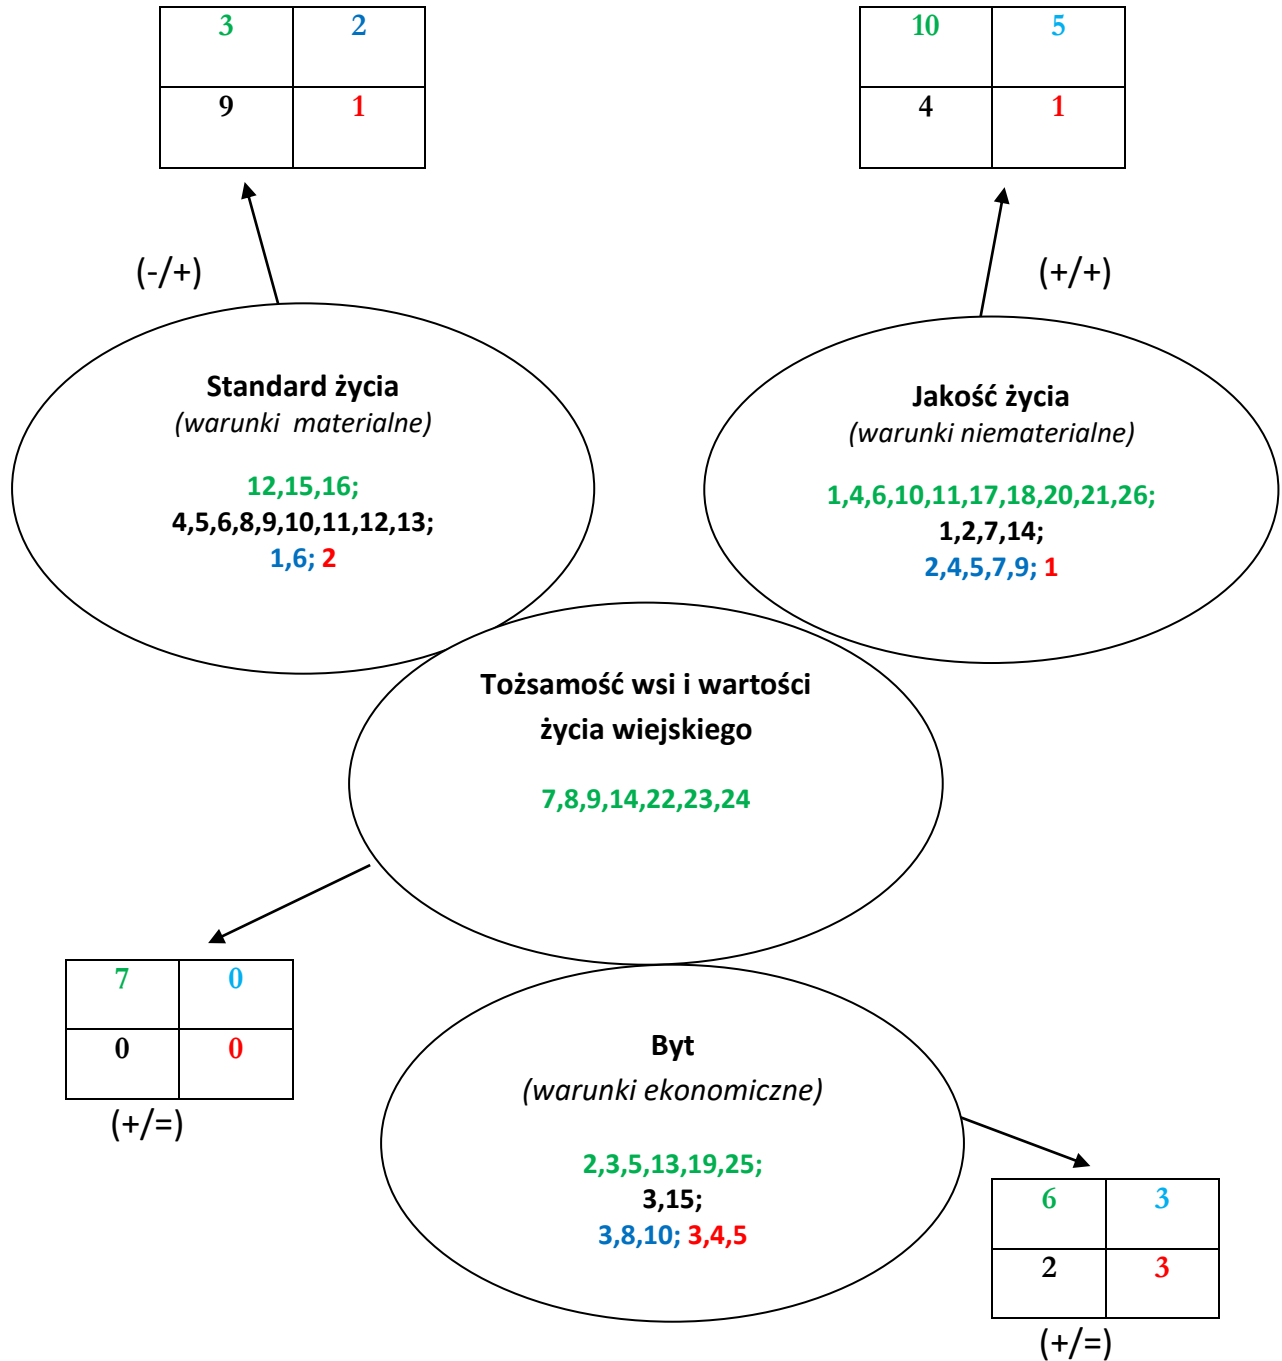 3 2
9 1
10 5
4 1
(-/+)
(+/+)
Standard życia
(warunki materialne)
12,15,16;
4,5,6,8,9,10,11,12,13;
1,6; 2
Jakość życia
(warunki niematerialne)
1,4,6,10,11,17,18,20,21,26;
1,2,7,14;
2,4,5,7,9; 1
Tożsamość wsi i wartości
życia wiejskiego
7,8,9,14,22,23,24
7 0
0 0
(+/=)
Byt
(warunki ekonomiczne)
2,3,5,13,19,25;
3,15;
3,8,10; 3,4,5
6 3
2 3
(+/=)